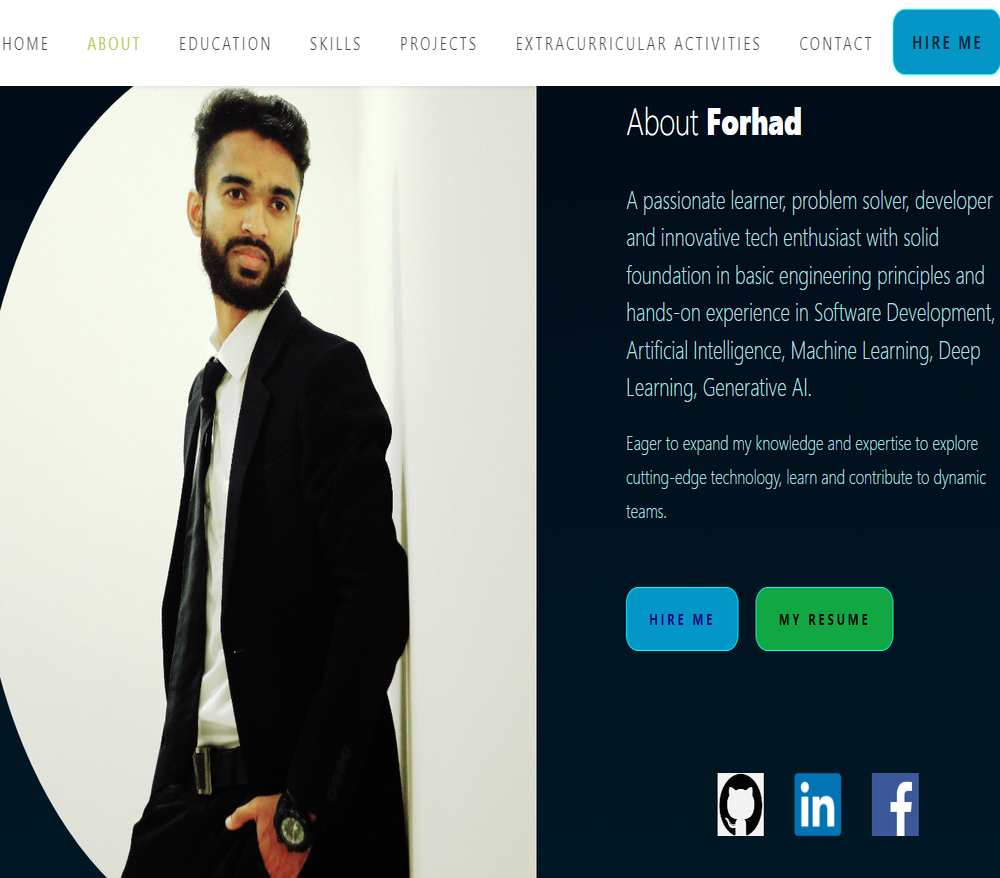 HOME ABOUT EDUCATION SKILLS PROJECTS EXTRACURRICULAR ACTIVITIES CONTACT HIRE ME
About Forhad
A passionate learner, problem solver, developer
and innovative tech enthusiast with solid
foundation in basic engineering principles and
hands-on experience in Software Development,
Artificial Intelligence, Machine Learning, Deep
Learning, Generative AI.
Eager to expand my knowledge and expertise to explore
cutting-edge technology, learn and contribute to dynamic
teams.
HIRE ME MY RESUME
in f